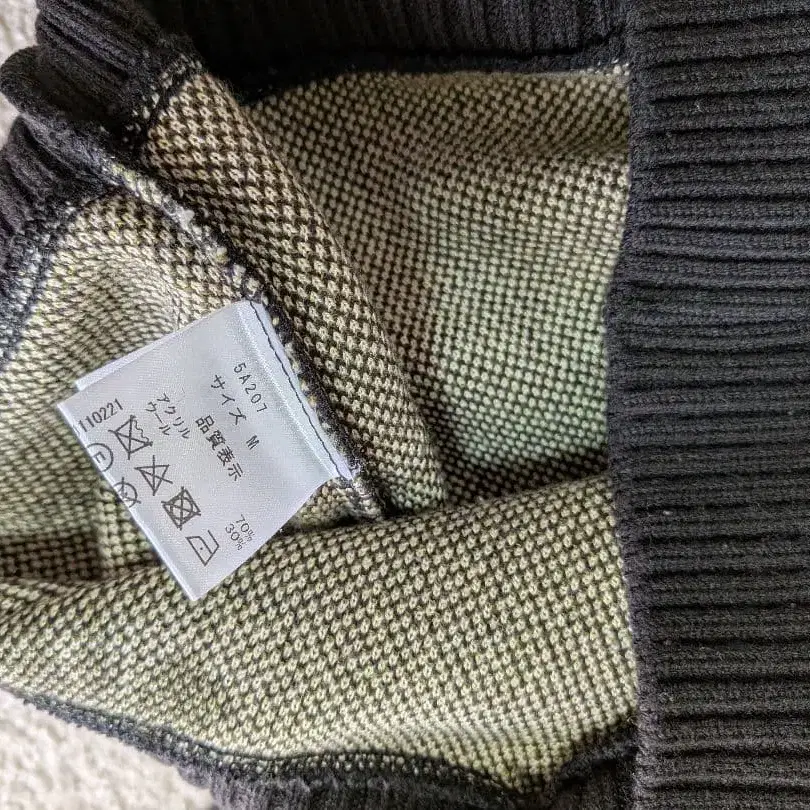 5A207
サイズ M
品質表示
アクリル 70%
ウール 30%
110221